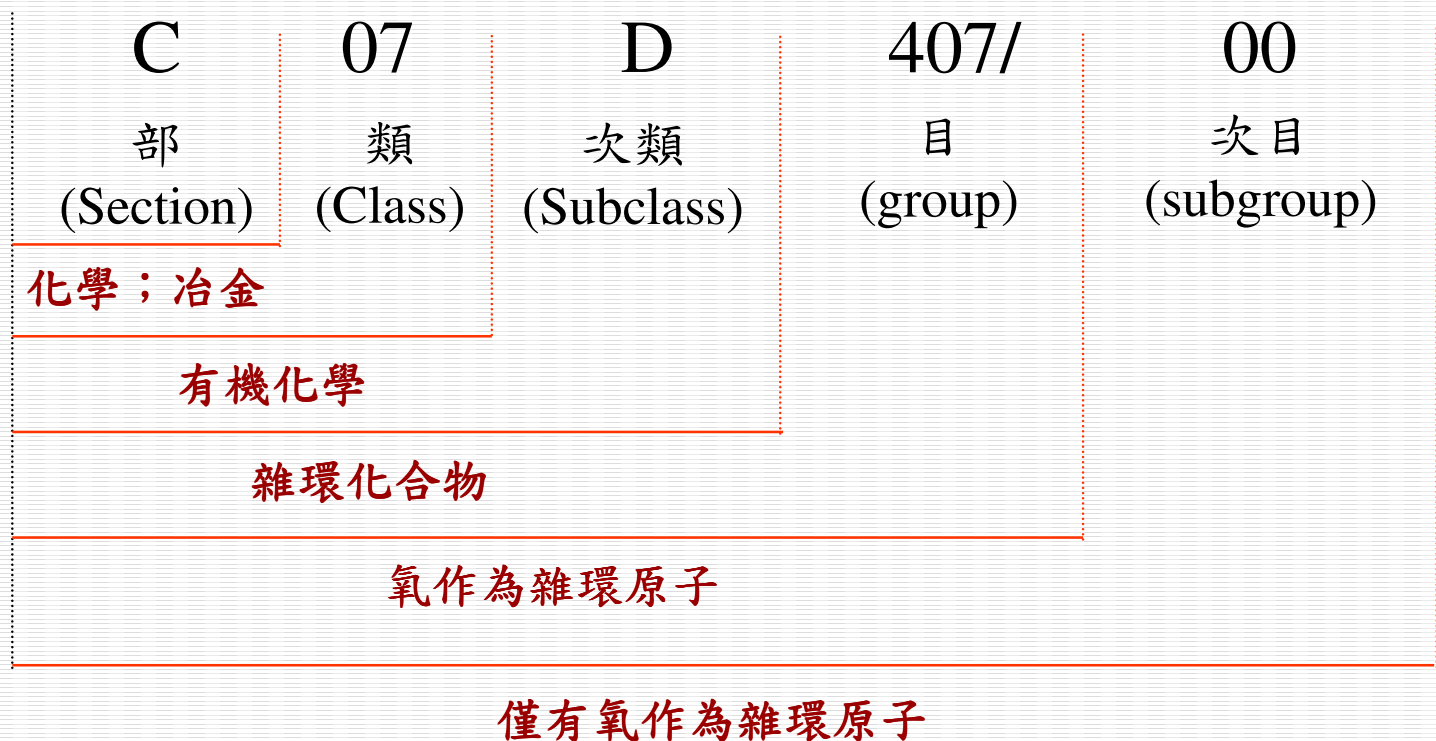 C 07 D 407/ 00
部 類 次類 目 次目
(Section) (Class) (Subclass) (group) (subgroup)
化學；冶金
有機化學
雜環化合物
氧作為雜環原子
僅有氧作為雜環原子